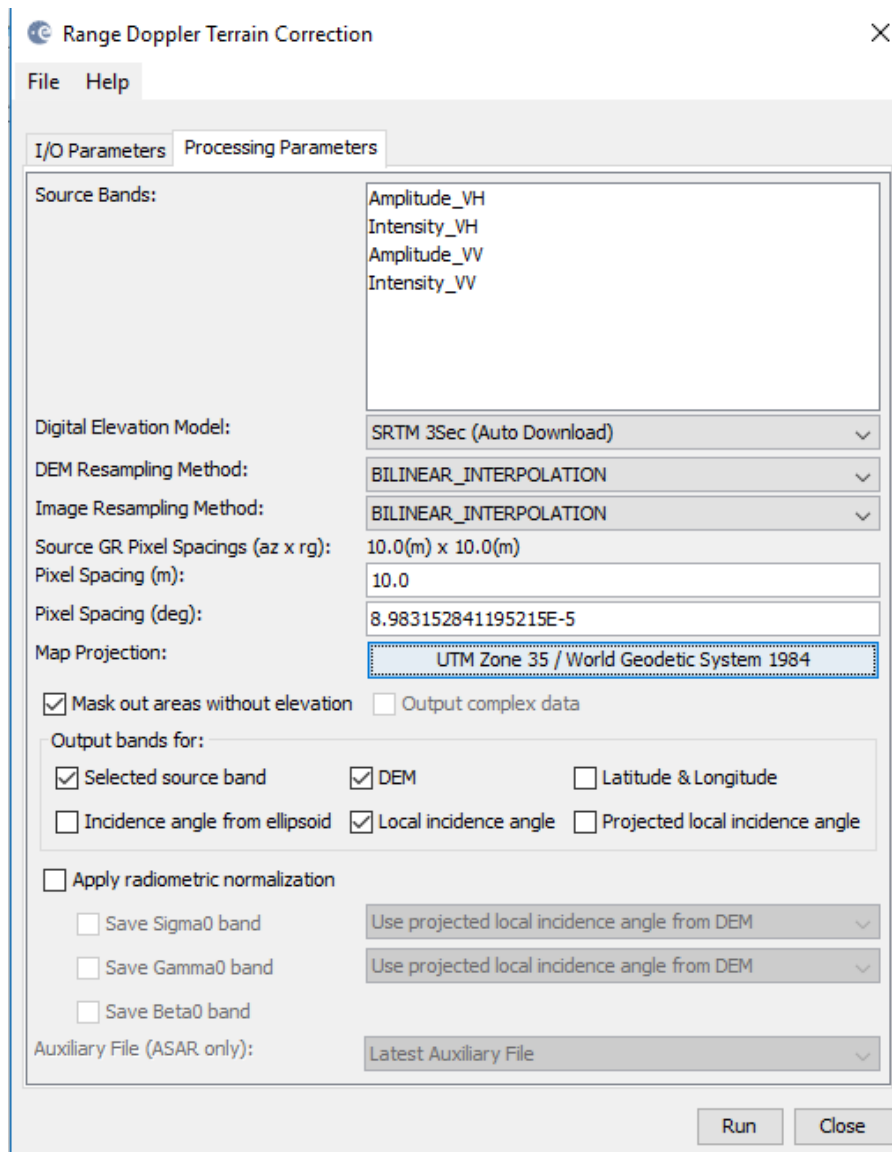 Range Doppler Terrain Correction
File Help
I/O Parameters Processing Parameters
Source Bands:
Amplitude_VH
Intensity_VH
Amplitude_VV
Intensity_VV
Digital Elevation Model: SRTM 3Sec (Auto Download)
DEM Resampling Method: BILINEAR_INTERPOLATION
Image Resampling Method: BILINEAR_INTERPOLATION
Source GR Pixel Spacings (az x rg): 10.0(m) x 10.0(m)
Pixel Spacing (m): 10.0
Pixel Spacing (deg): 8.983152841195215E-5
Map Projection: UTM Zone 35 / World Geodetic System 1984
Mask out areas without elevation Output complex data
Output bands for:
Selected source band DEM Latitude & Longitude
Incidence angle from ellipsoid Local incidence angle Projected local incidence angle
Apply radiometric normalization
Save Sigma0 band Use projected local incidence angle from DEM
Save Gamma0 band Use projected local incidence angle from DEM
Save Beta0 band
Auxiliary File (ASAR only): Latest Auxiliary File
Run Close